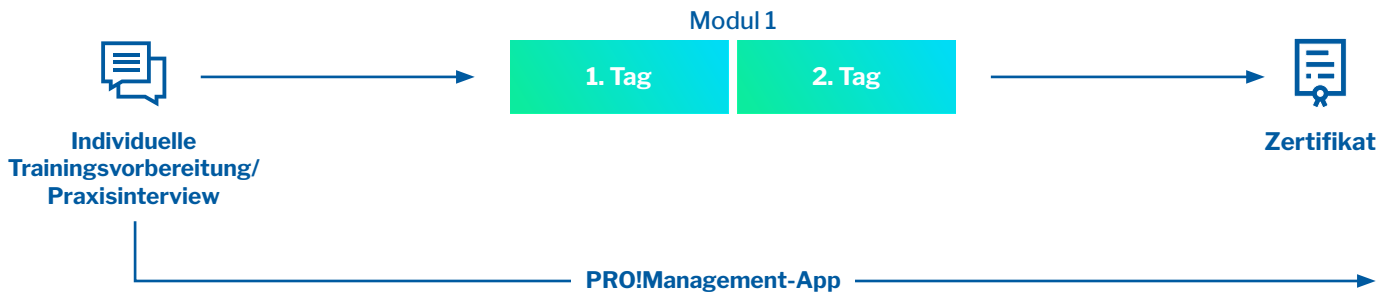 Modul 1
1. Tag
2. Tag
Individuelle
Trainingsvorbereitung/
Praxisinterview
Zertifikat
PRO!Management-App